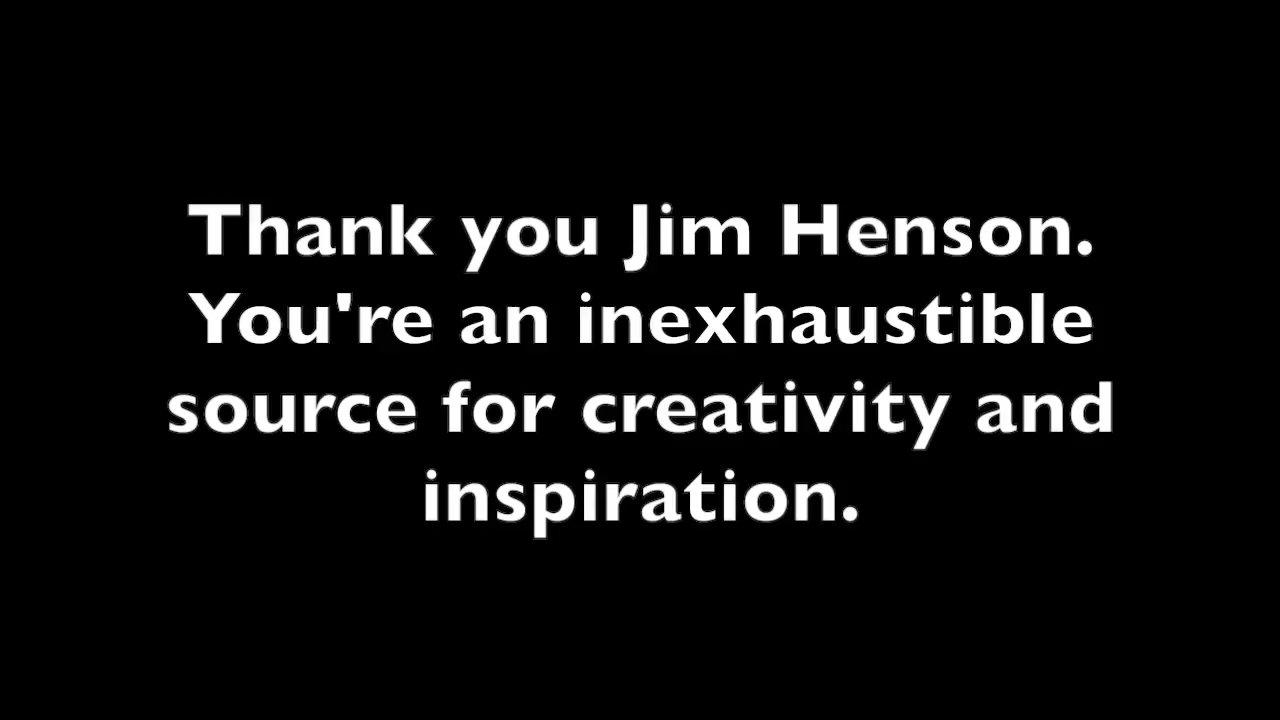 Thank you Jim Henson.
You're an inexhaustible
source for creativity and
inspiration.